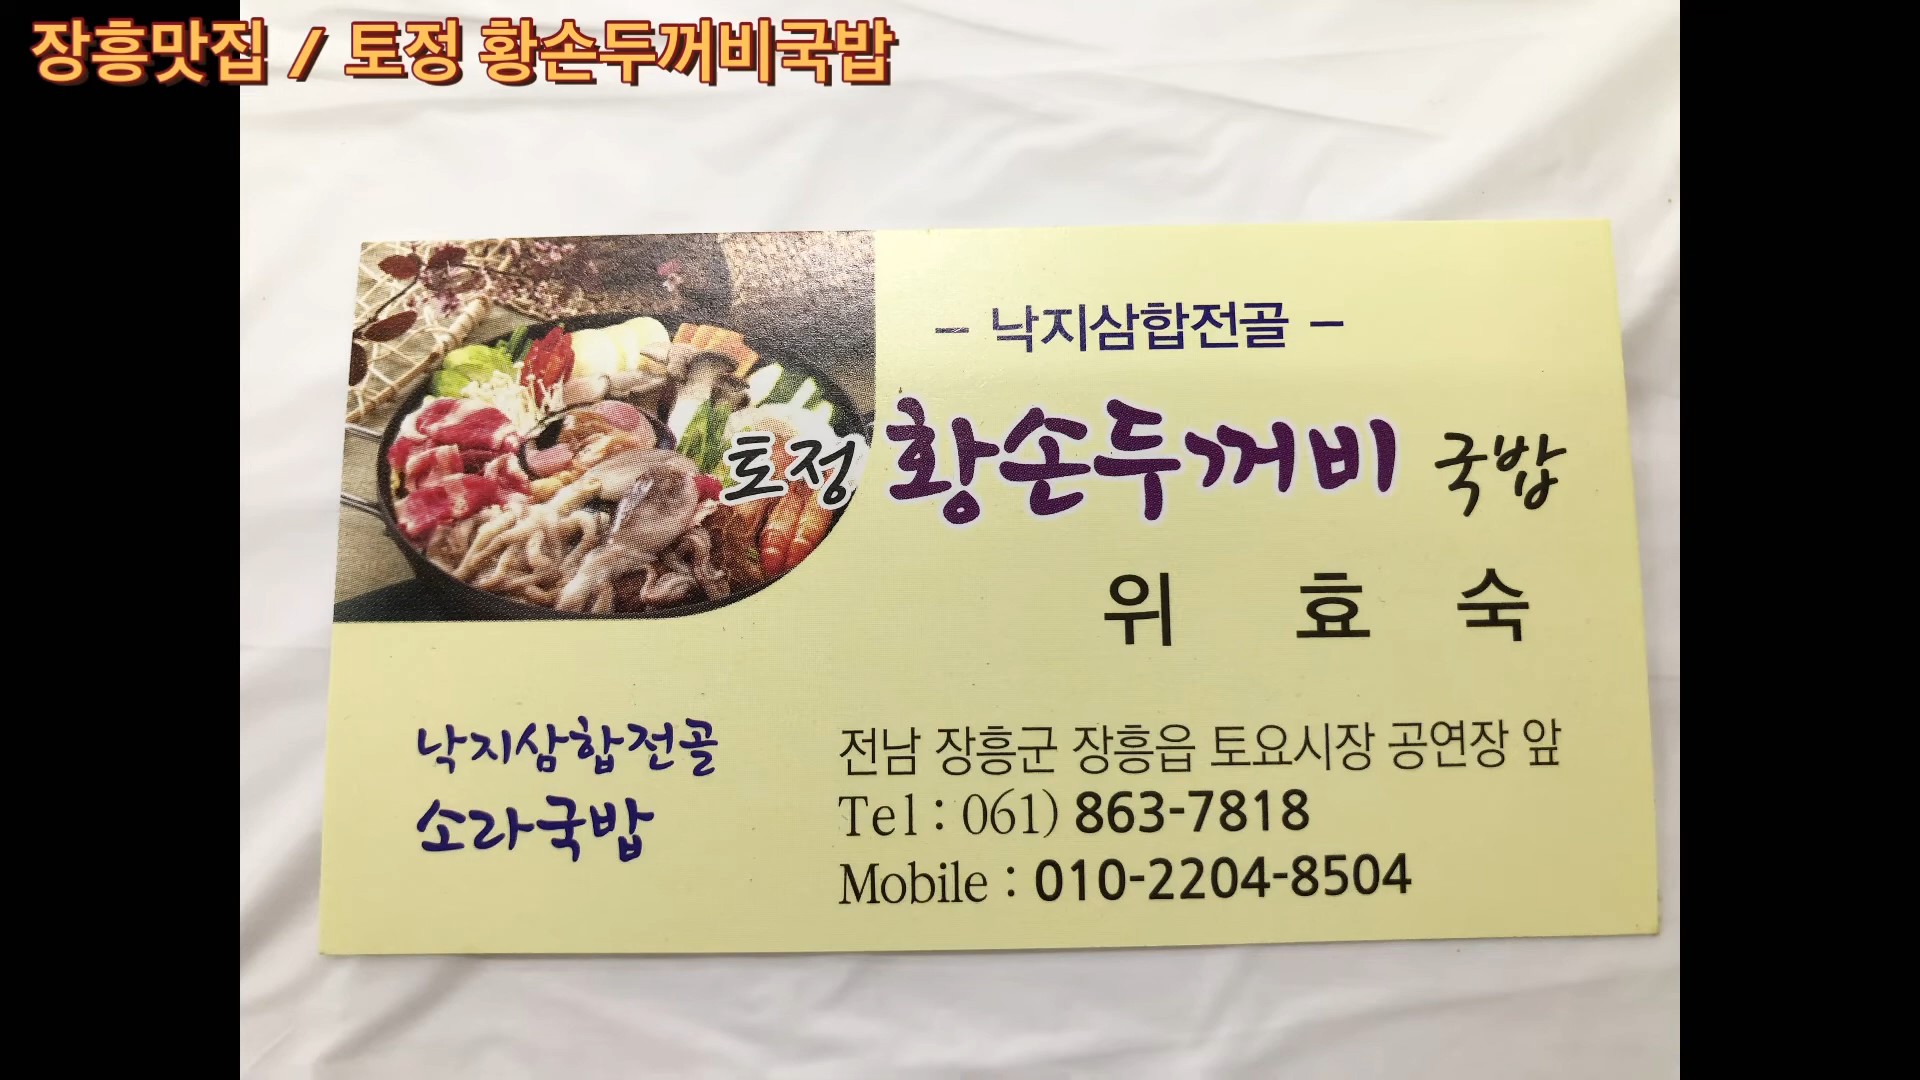 장흥맛집 / 토정 황손두꺼비국밥
- 낙지삼합전골 -
토정 황손두꺼비 국밥
위 효 숙
낙지삼합전골
소라국밥
전남 장흥군 장흥읍 토요시장 공연장 앞
Tel : 061) 863-7818
Mobile : 010-2204-8504